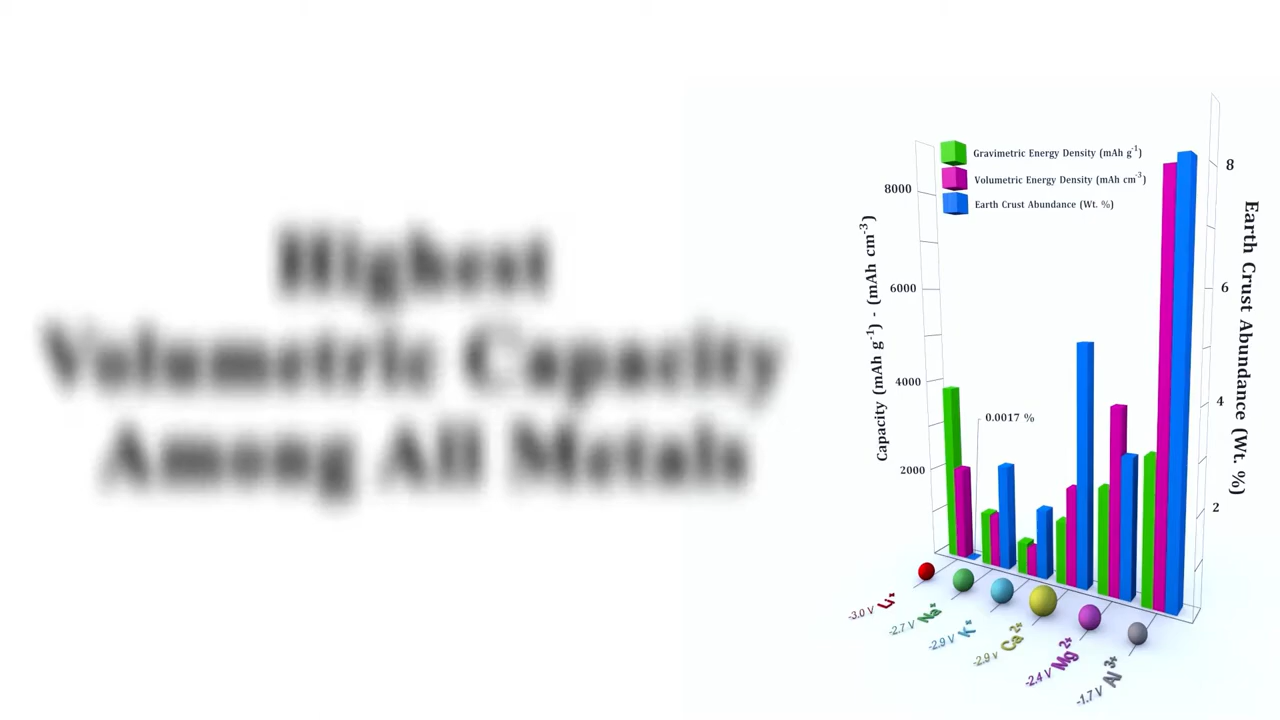 Highest
Volumetric Capacity
Among All Metals
Gravimetric Energy Density (mAh g-1)
Volumetric Energy Density (mAh cm-3)
Earth Crust Abundance (Wt. %)
8000
6000
4000
2000
Capacity (mAh g-1) - (mAh cm-3)
0.0017 %
8
6
4
2
Earth Crust Abundance (Wt. %)
-3.0 V Li+
-2.7 V Na+
-2.9 V K+
-2.9 V Ca2+
-2.4 V Mg2+
-1.7 V Al3+